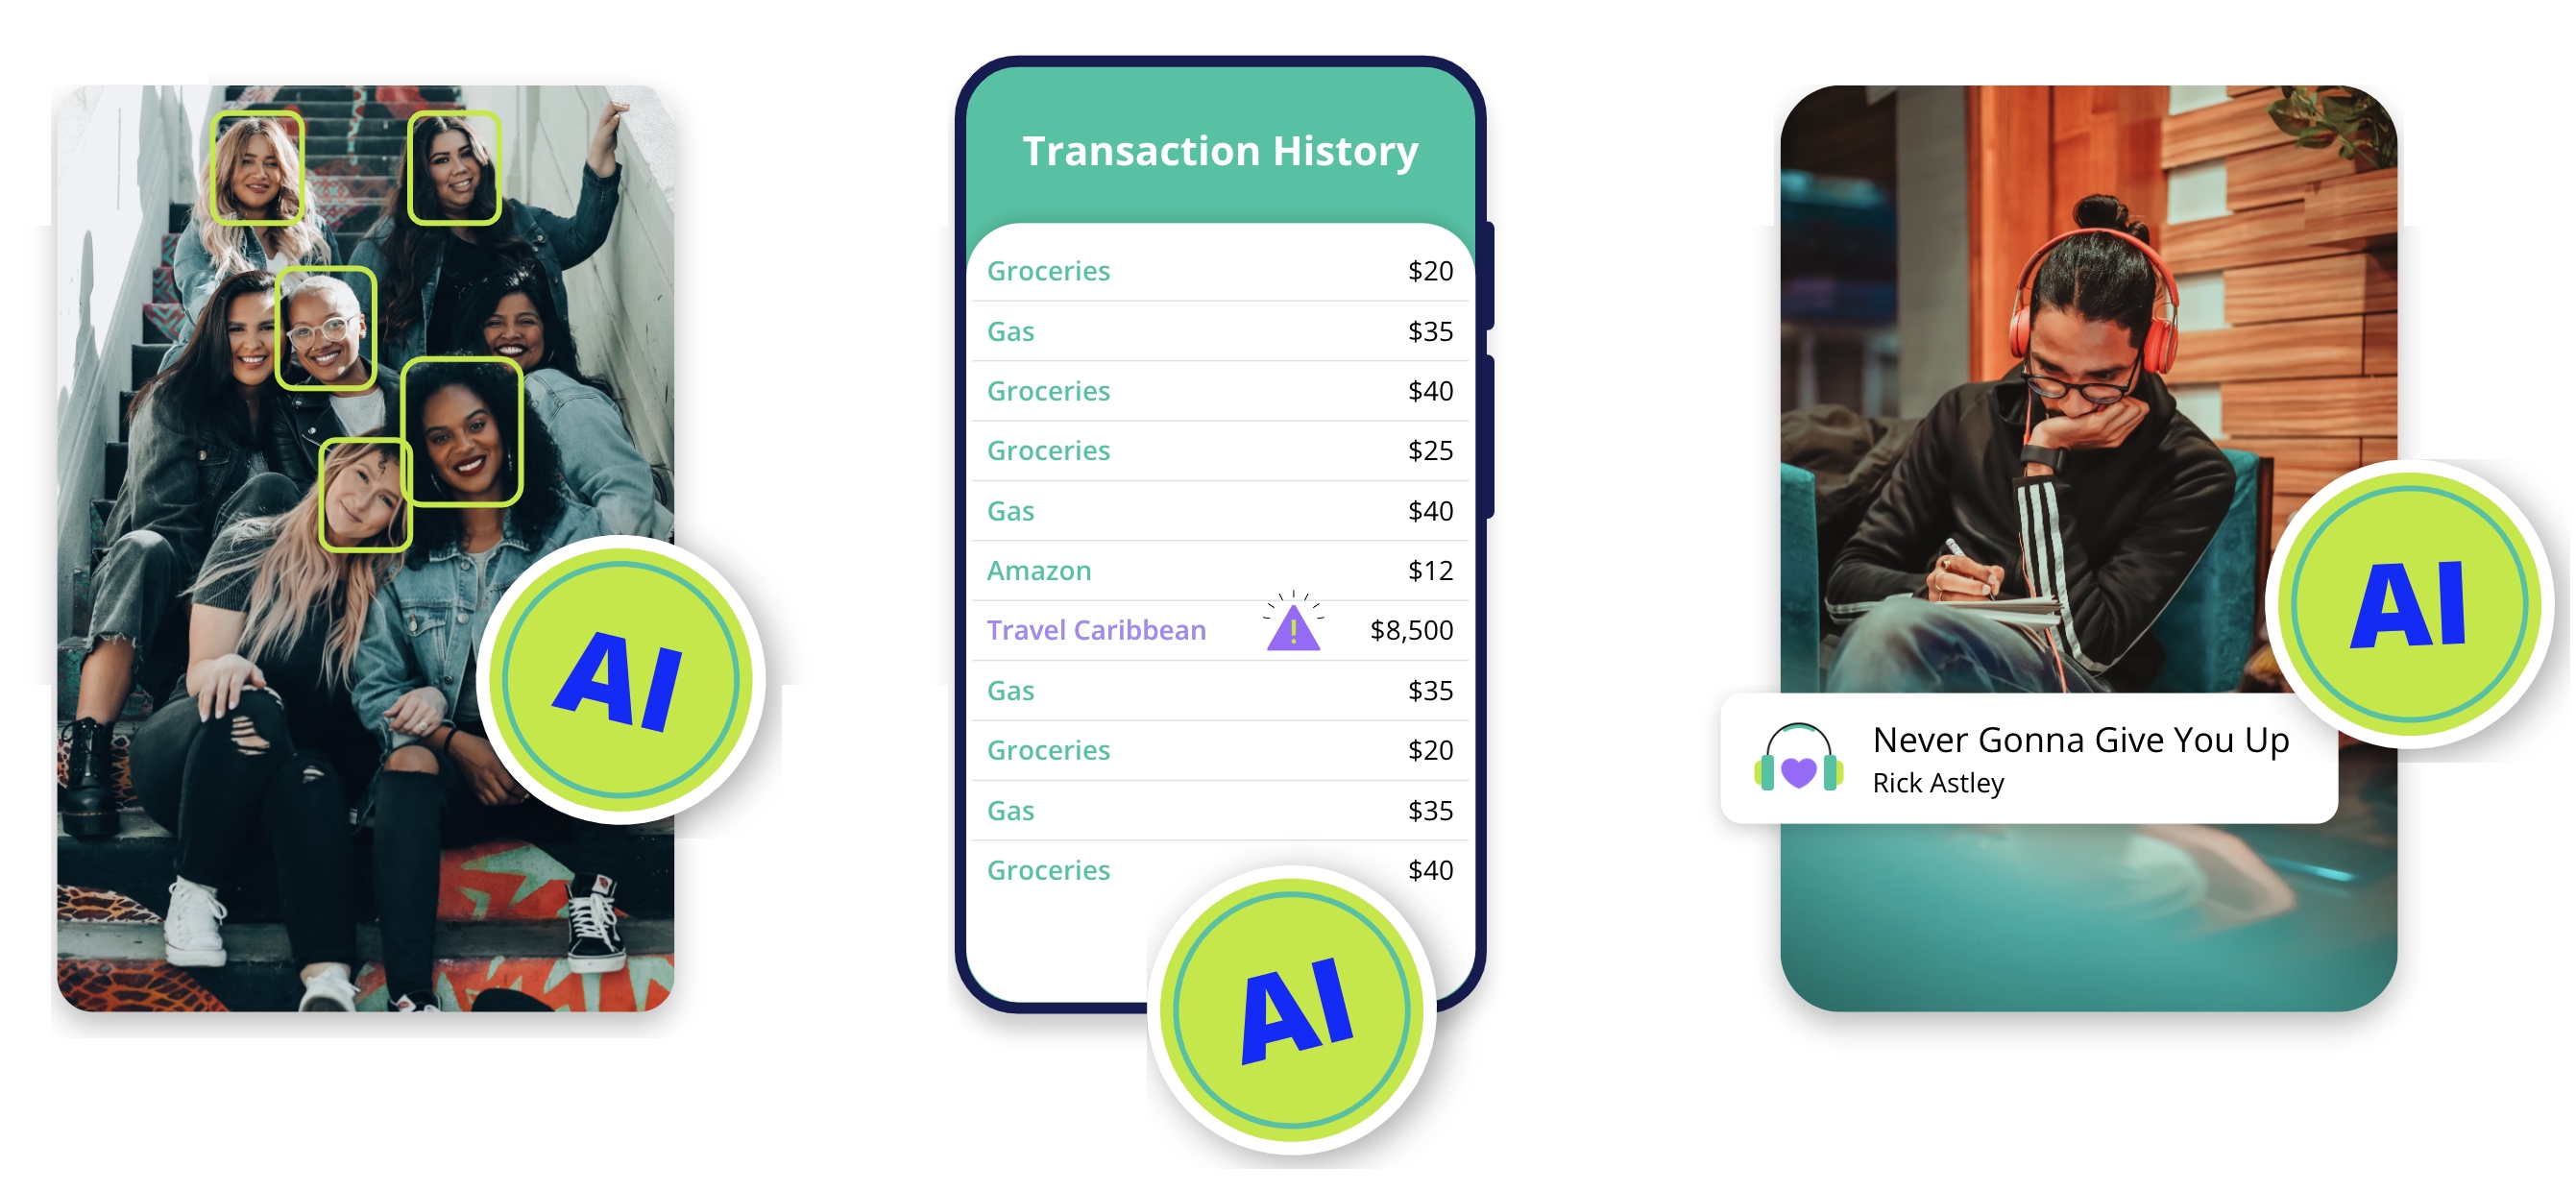 AI
Transaction History
Groceries $20
Gas $35
Groceries $40
Groceries $25
Gas $40
Amazon $12
Travel Caribbean ! $8,500
Gas $35
Groceries $20
Gas $35
Groceries $40
AI
AI
Never Gonna Give You Up
Rick Astley